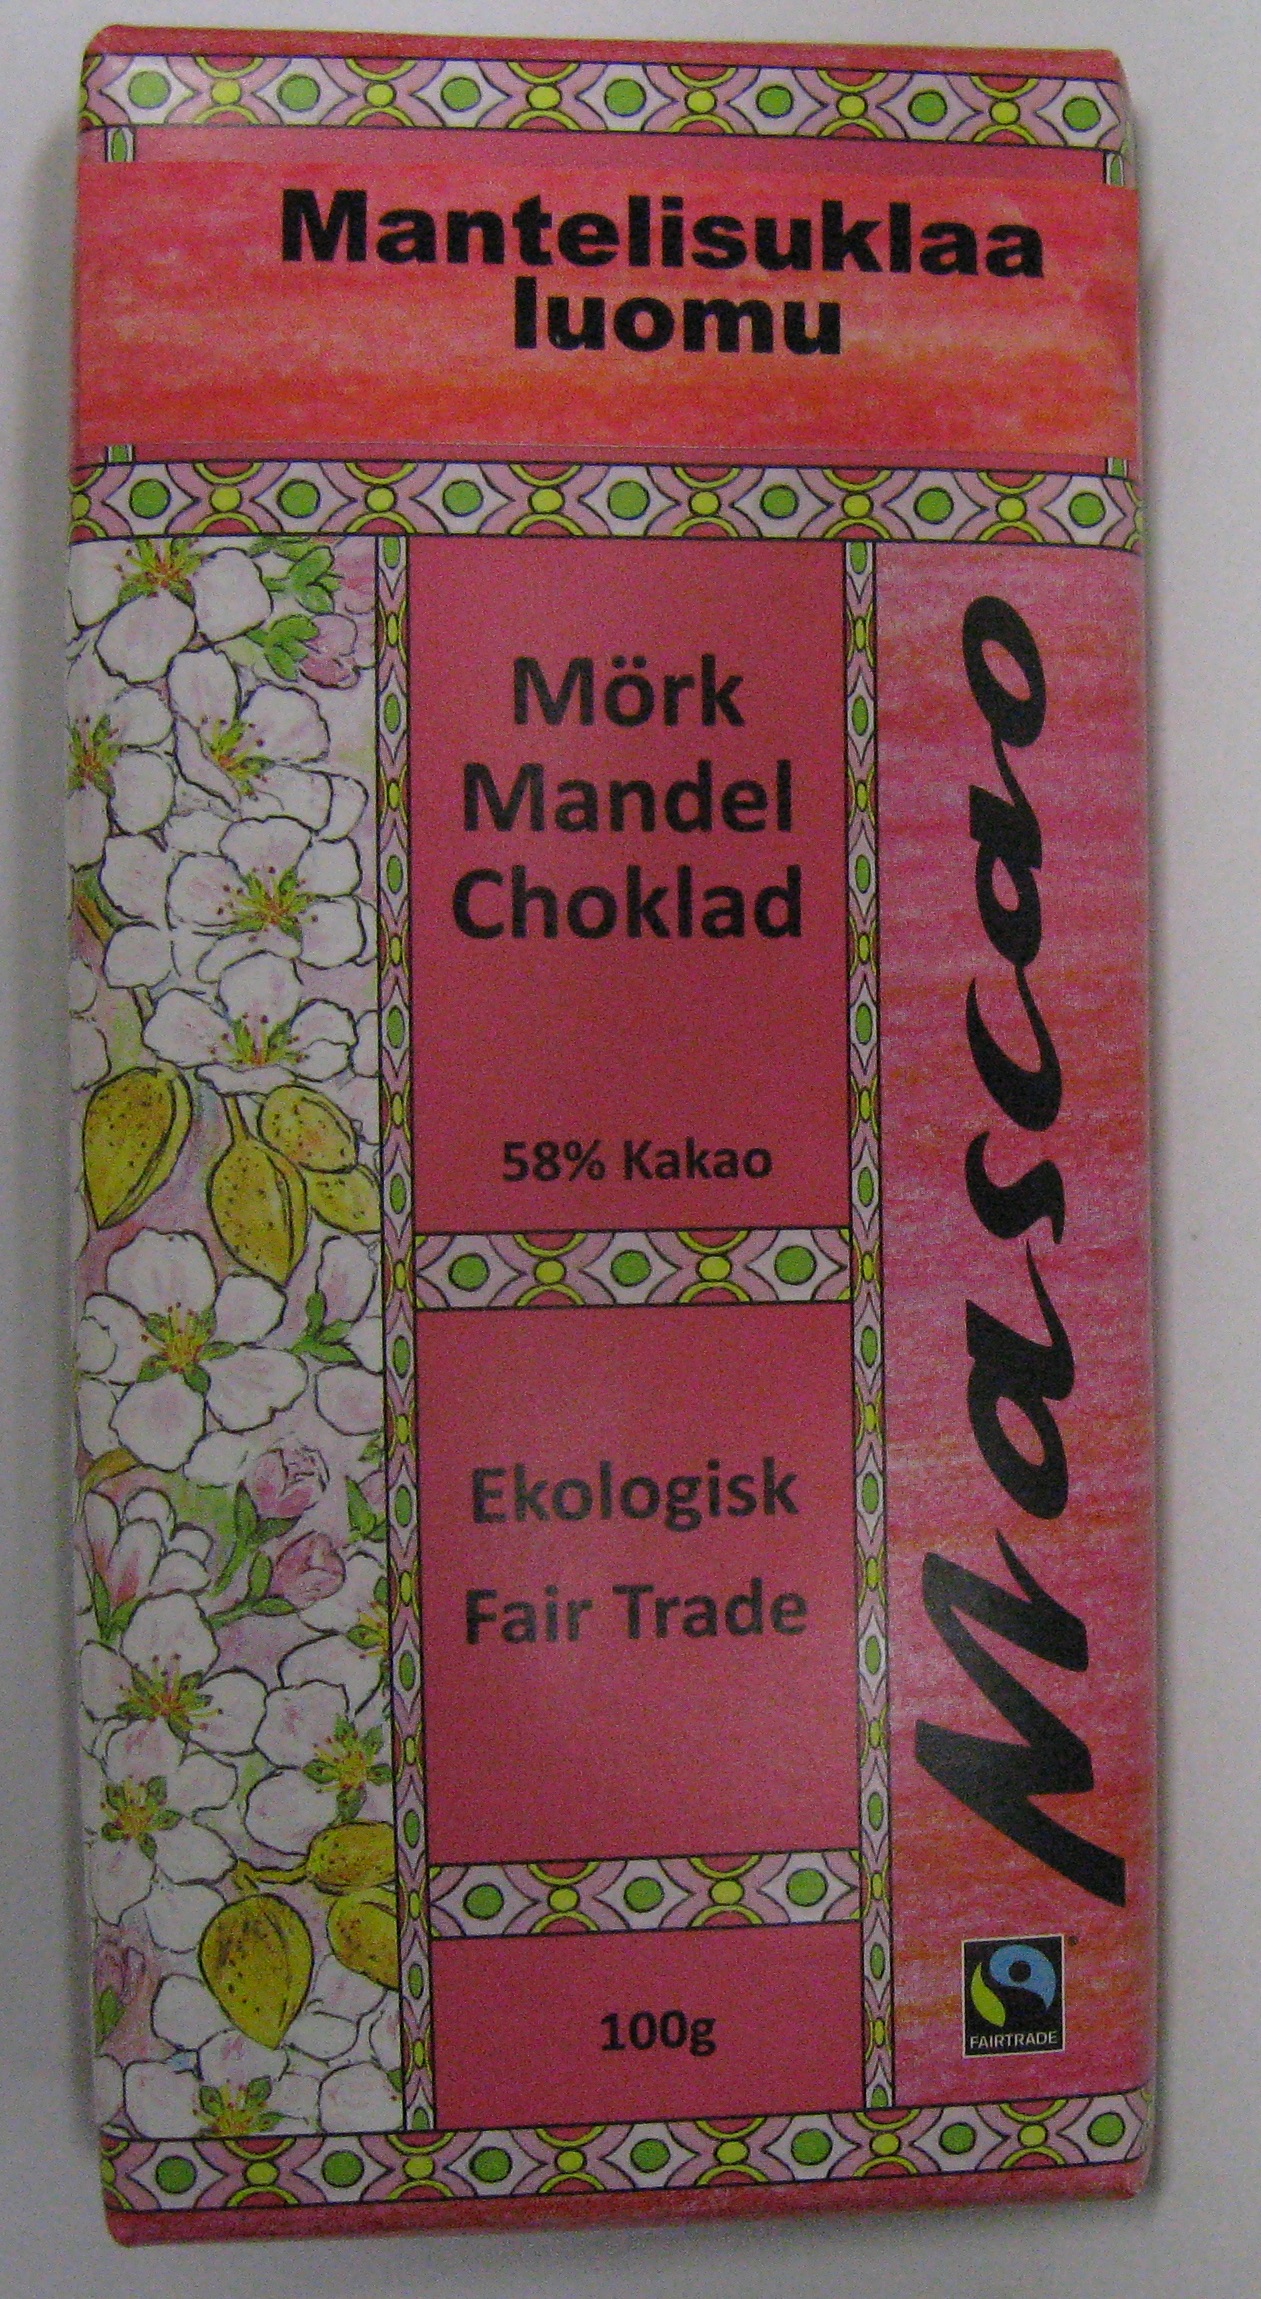 Mantelisuklaa
luomu
Mörk
Mandel
Choklad
58% Kakao
Ekologisk
Fair Trade
100g
Mascao
FAIRTRADE